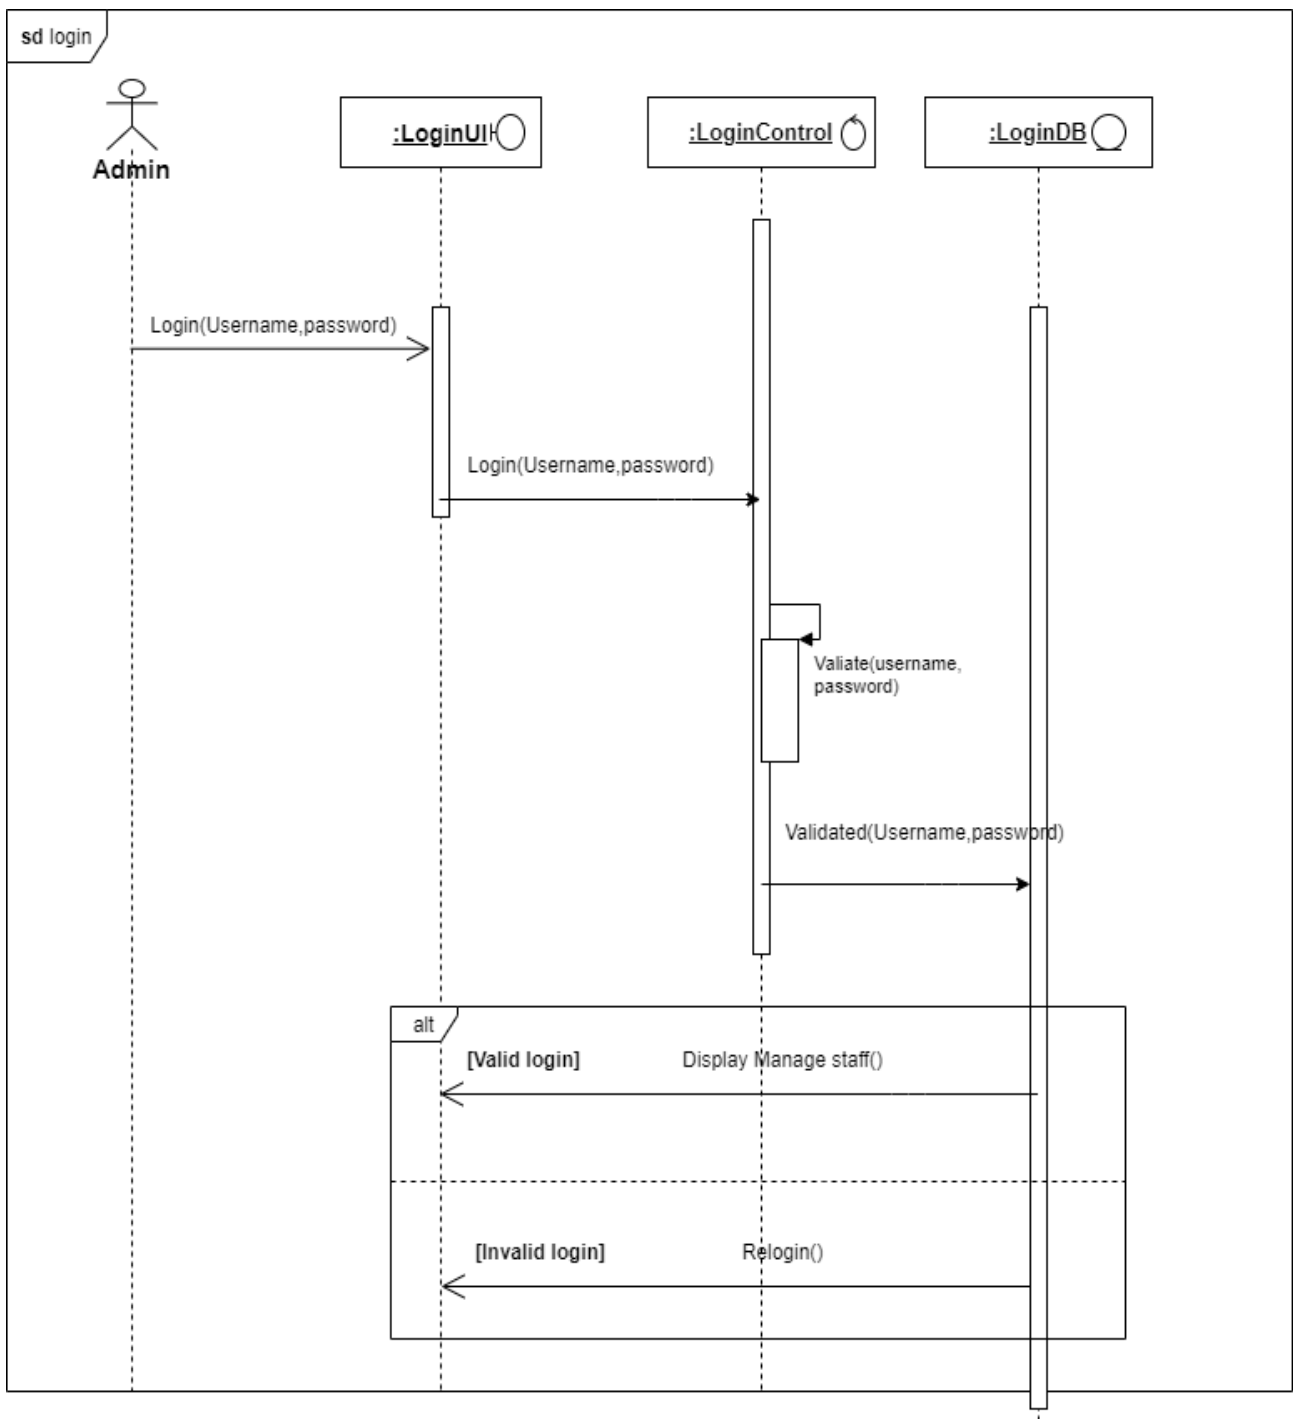 sd login
Admin
:LoginUI
:LoginControl
:LoginDB
Login(Username,password)
Login(Username,password)
Valiate(username,
password)
Validated(Username,password)
alt
[Valid login] Display Manage staff()
[Invalid login] Relogin()